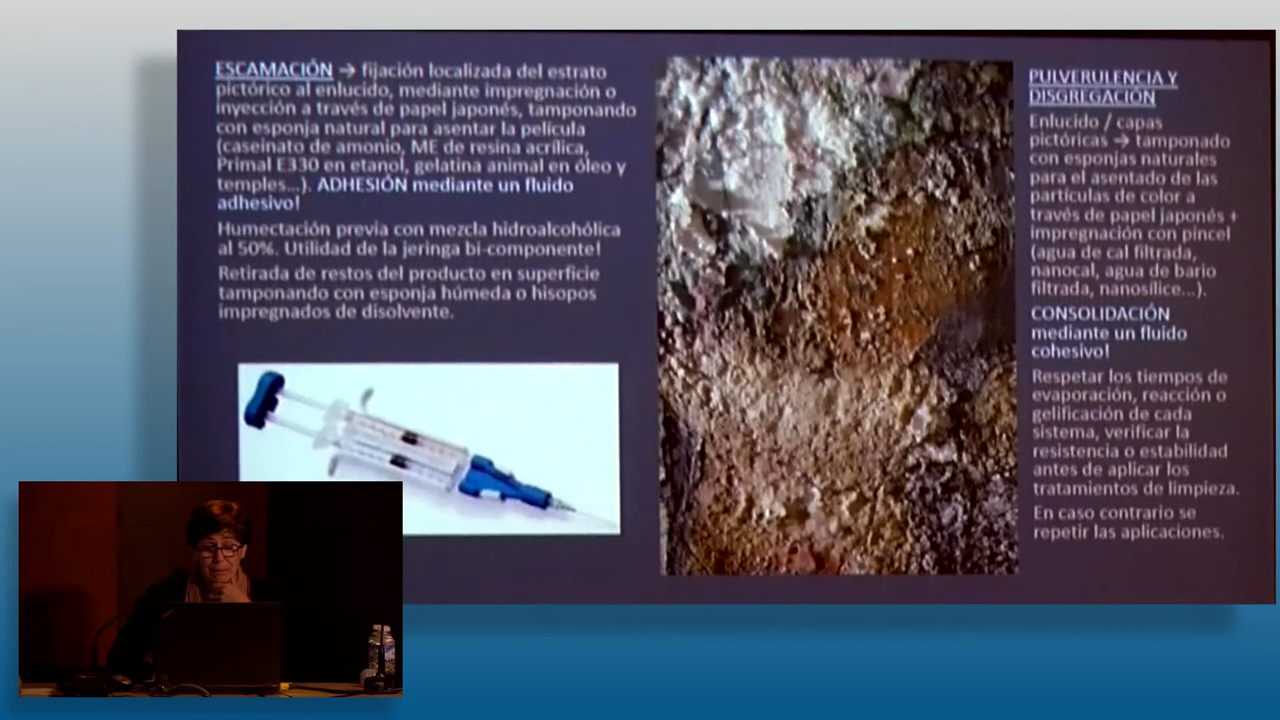 ESCAMACIÓN → fijación localizada del estrato
pictórico al enlucido, mediante impregnación o
inyección a través de papel japonés, tamponando
con esponja natural para asentar la película
(caseinato de amonio, ME de resina acrílica,
Primal E330 en etanol, gelatina animal en óleo y
temples...). ADHESIÓN mediante un fluido
adhesivo!
Humectación previa con mezcla hidroalcohólica
al 50%. Utilidad de la jeringa bi-componente!
Retirada de restos del producto en superficie
tamponando con esponja húmeda o hisopos
impregnados de disolvente.
PULVERULENCIA Y
DISGREGACIÓN
Enlucido / capas
pictóricas → tamponado
con esponjas naturales
para el asentado de las
partículas de color a
través de papel japonés +
impregnación con pincel
(agua de cal filtrada,
nanocal, agua de bario
filtrada, nanosílice...).
CONSOLIDACIÓN
mediante un fluido
cohesivo!
Respetar los tiempos de
evaporación, reacción o
gelificación de cada
sistema, verificar la
resistencia o estabilidad
antes de aplicar los
tratamientos de limpieza.
En caso contrario se
repetir las aplicaciones.